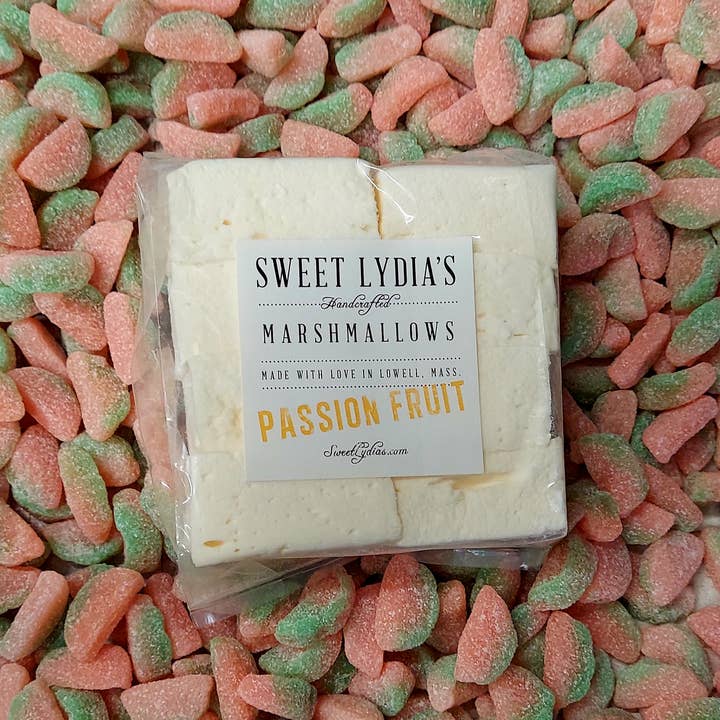 SWEET LYDIA'S
Handcrafted
MARSHMALLOWS
MADE WITH LOVE IN LOWELL, MASS.
PASSION FRUIT
SweetLydias.com